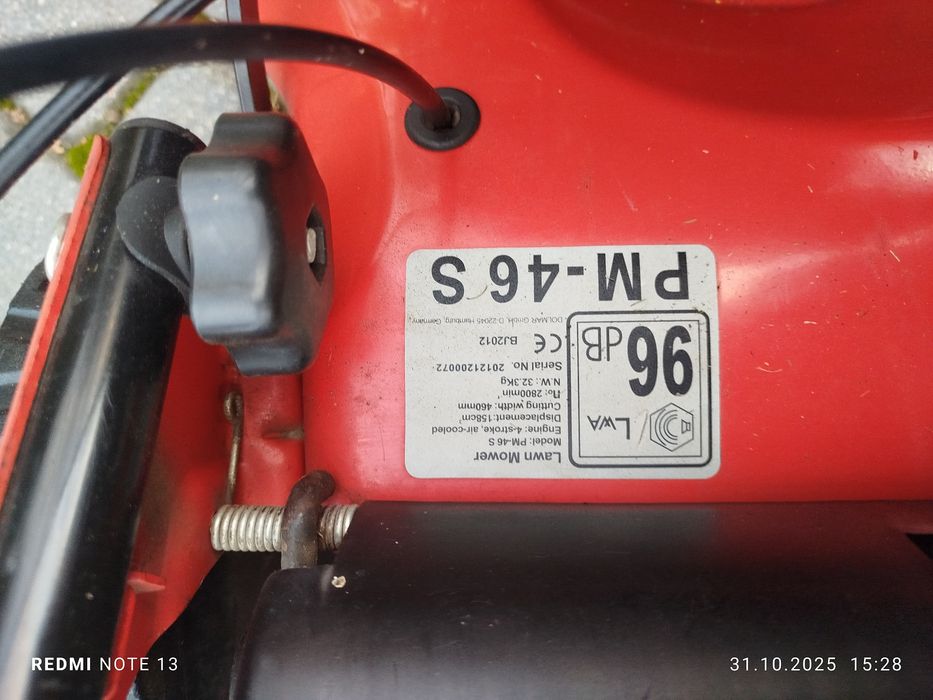 PM-46 S
DOLMAR GmbH, D-22045 Hamburg, Germany
96 dB
LWA
CE BJ2012
Serial No. 20121200072
N.W.: 32.3Kg
n₀: 2800min⁻
Cutting width: 460mm
Displacement:158cm³
Engine: 4-stroke, air-cooled
Model: PM-46 S
Lawn Mower
REDMI NOTE 13
31.10.2025 15:28